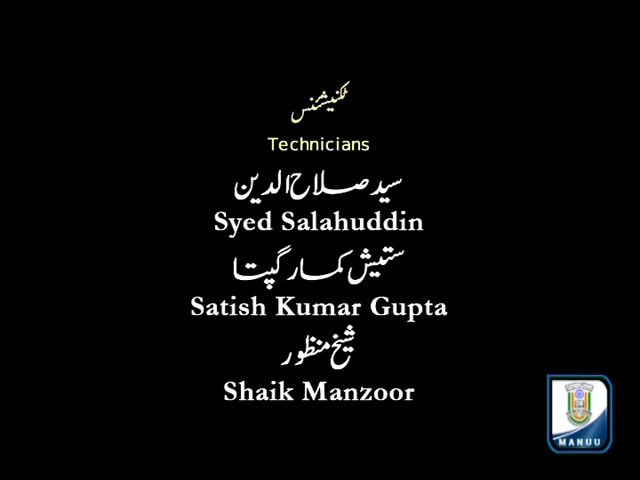 ٹکنیشنس
Technicians
سید صلاح الدین
Syed Salahuddin
ستیش کمار گپتا
Satish Kumar Gupta
شیخ منظور
Shaik Manzoor
MANUU